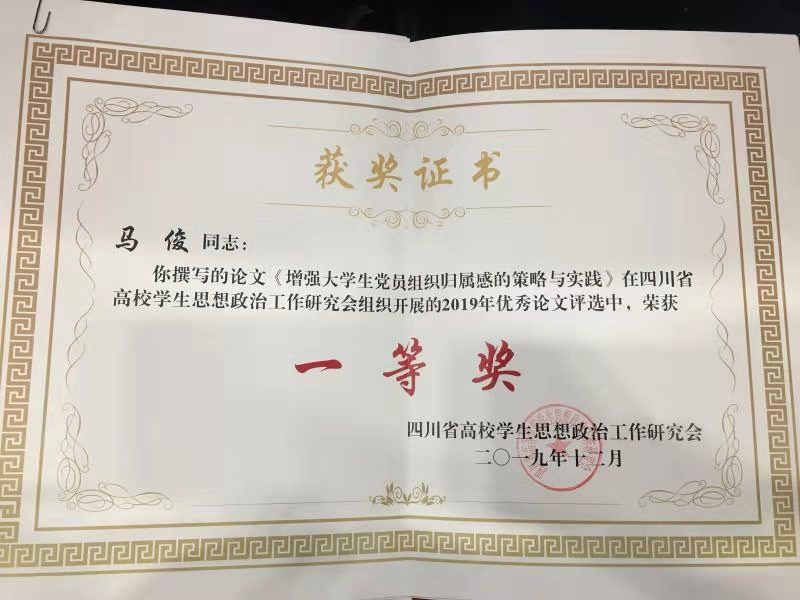 获奖证书
马 俊 同志：
你撰写的论文《增强大学生党员组织归属感的策略与实践》在四川省
高校学生思想政治工作研究会组织开展的2019年优秀论文评选中，荣获
一等奖
四川省高校学生思想政治工作研究会
二〇一九年十二月